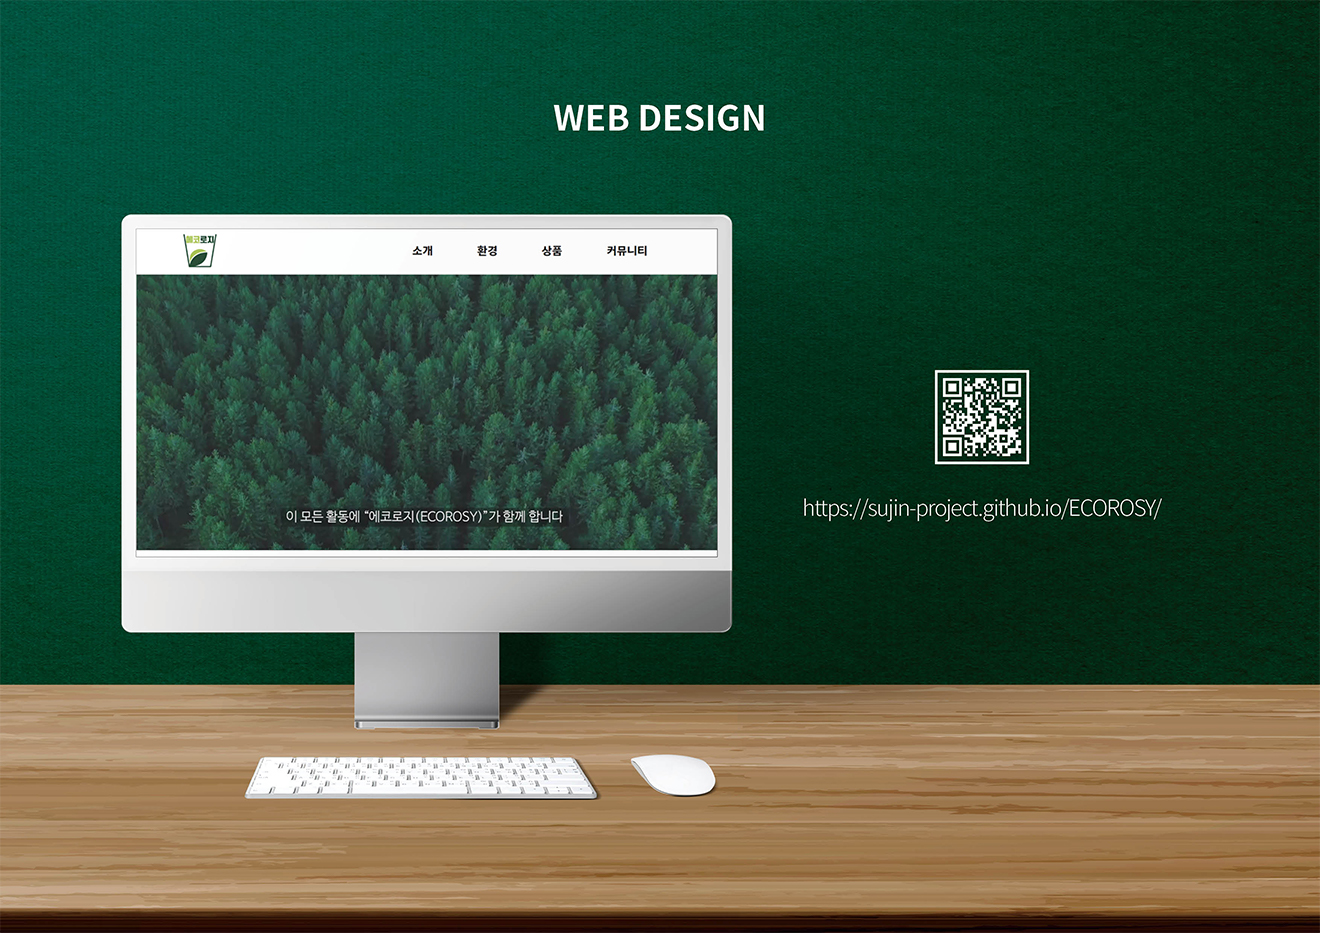 WEB DESIGN
에코로지
소개 환경 상품 커뮤니티
이 모든 활동에 “에코로지(ECOROSY)”가 함께 합니다
https://sujin-project.github.io/ECOROSY/